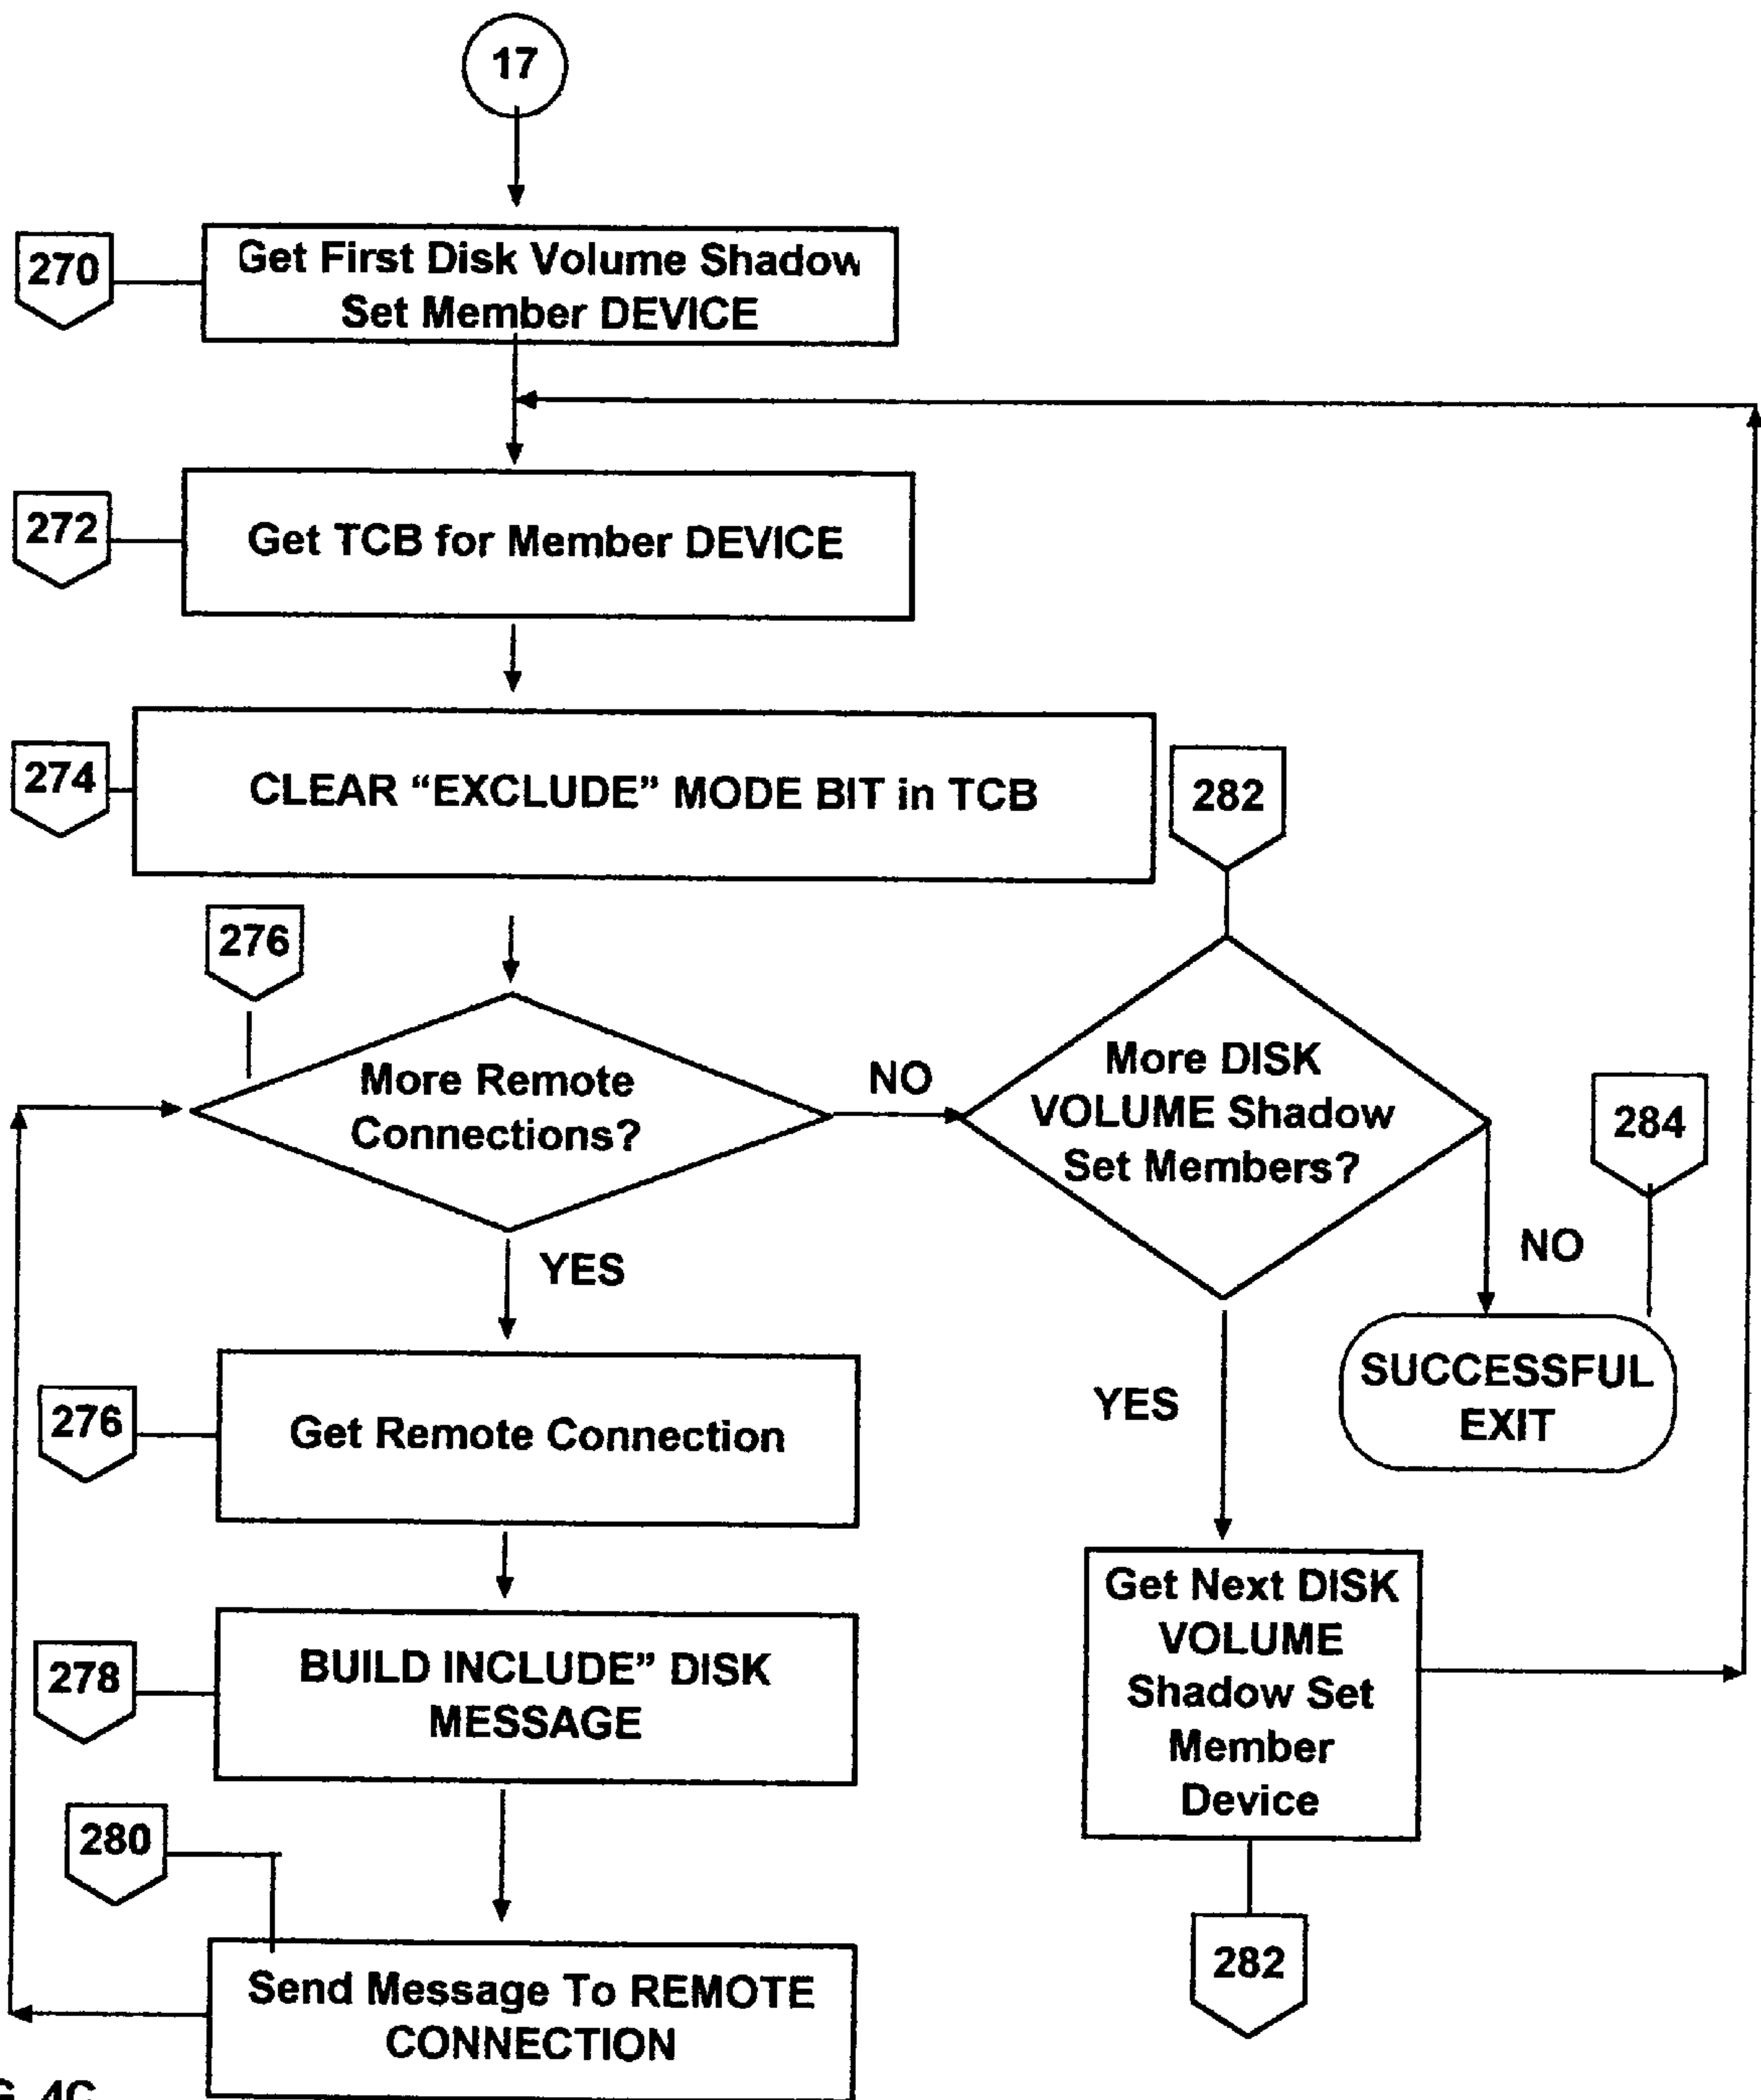 17
270
Get First Disk Volume Shadow
Set Member DEVICE
272
Get TCB for Member DEVICE
274
CLEAR “EXCLUDE” MODE BIT in TCB
282
276
More Remote
Connections?
NO
More DISK
VOLUME Shadow
Set Members?
284
NO
YES
SUCCESSFUL
EXIT
YES
276
Get Remote Connection
Get Next DISK
VOLUME
Shadow Set
Member
Device
278
BUILD INCLUDE” DISK
MESSAGE
280
282
Send Message To REMOTE
CONNECTION
4C